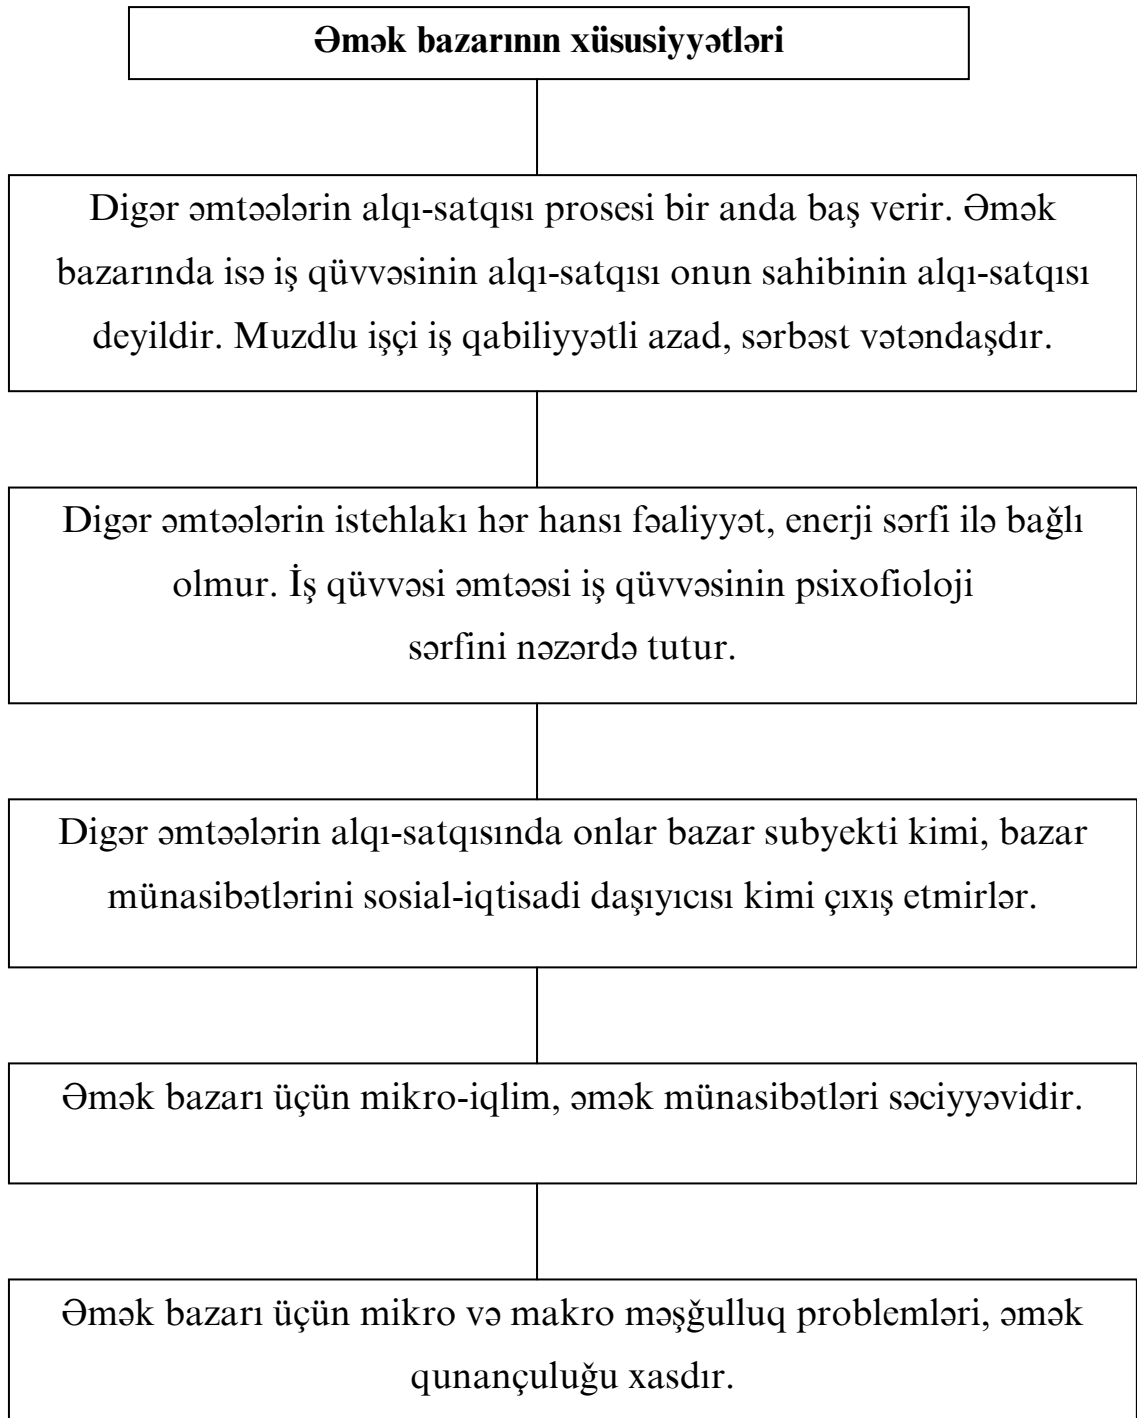 Əmək bazarının xüsusiyyətləri
Digər əmtəələrin alqı-satqısı prosesi bir anda baş verir. Əmək
bazarında isə iş qüvvəsinin alqı-satqısı onun sahibinin alqı-satqısı
deyildir. Muzdlu işçi iş qabiliyyətli azad, sərbəst vətəndaşdır.
Digər əmtəələrin istehlakı hər hansı fəaliyyət, enerji sərfi ilə bağlı
olmur. İş qüvvəsi əmtəəsi iş qüvvəsinin psixofioloji
sərfini nəzərdə tutur.
Digər əmtəələrin alqı-satqısında onlar bazar subyekti kimi, bazar
münasibətlərini sosial-iqtisadi daşıyıcısı kimi çıxış etmirlər.
Əmək bazarı üçün mikro-iqlim, əmək münasibətləri səciyyəvidir.
Əmək bazarı üçün mikro və makro məşğulluq problemləri, əmək
qunançuluğu xasdır.